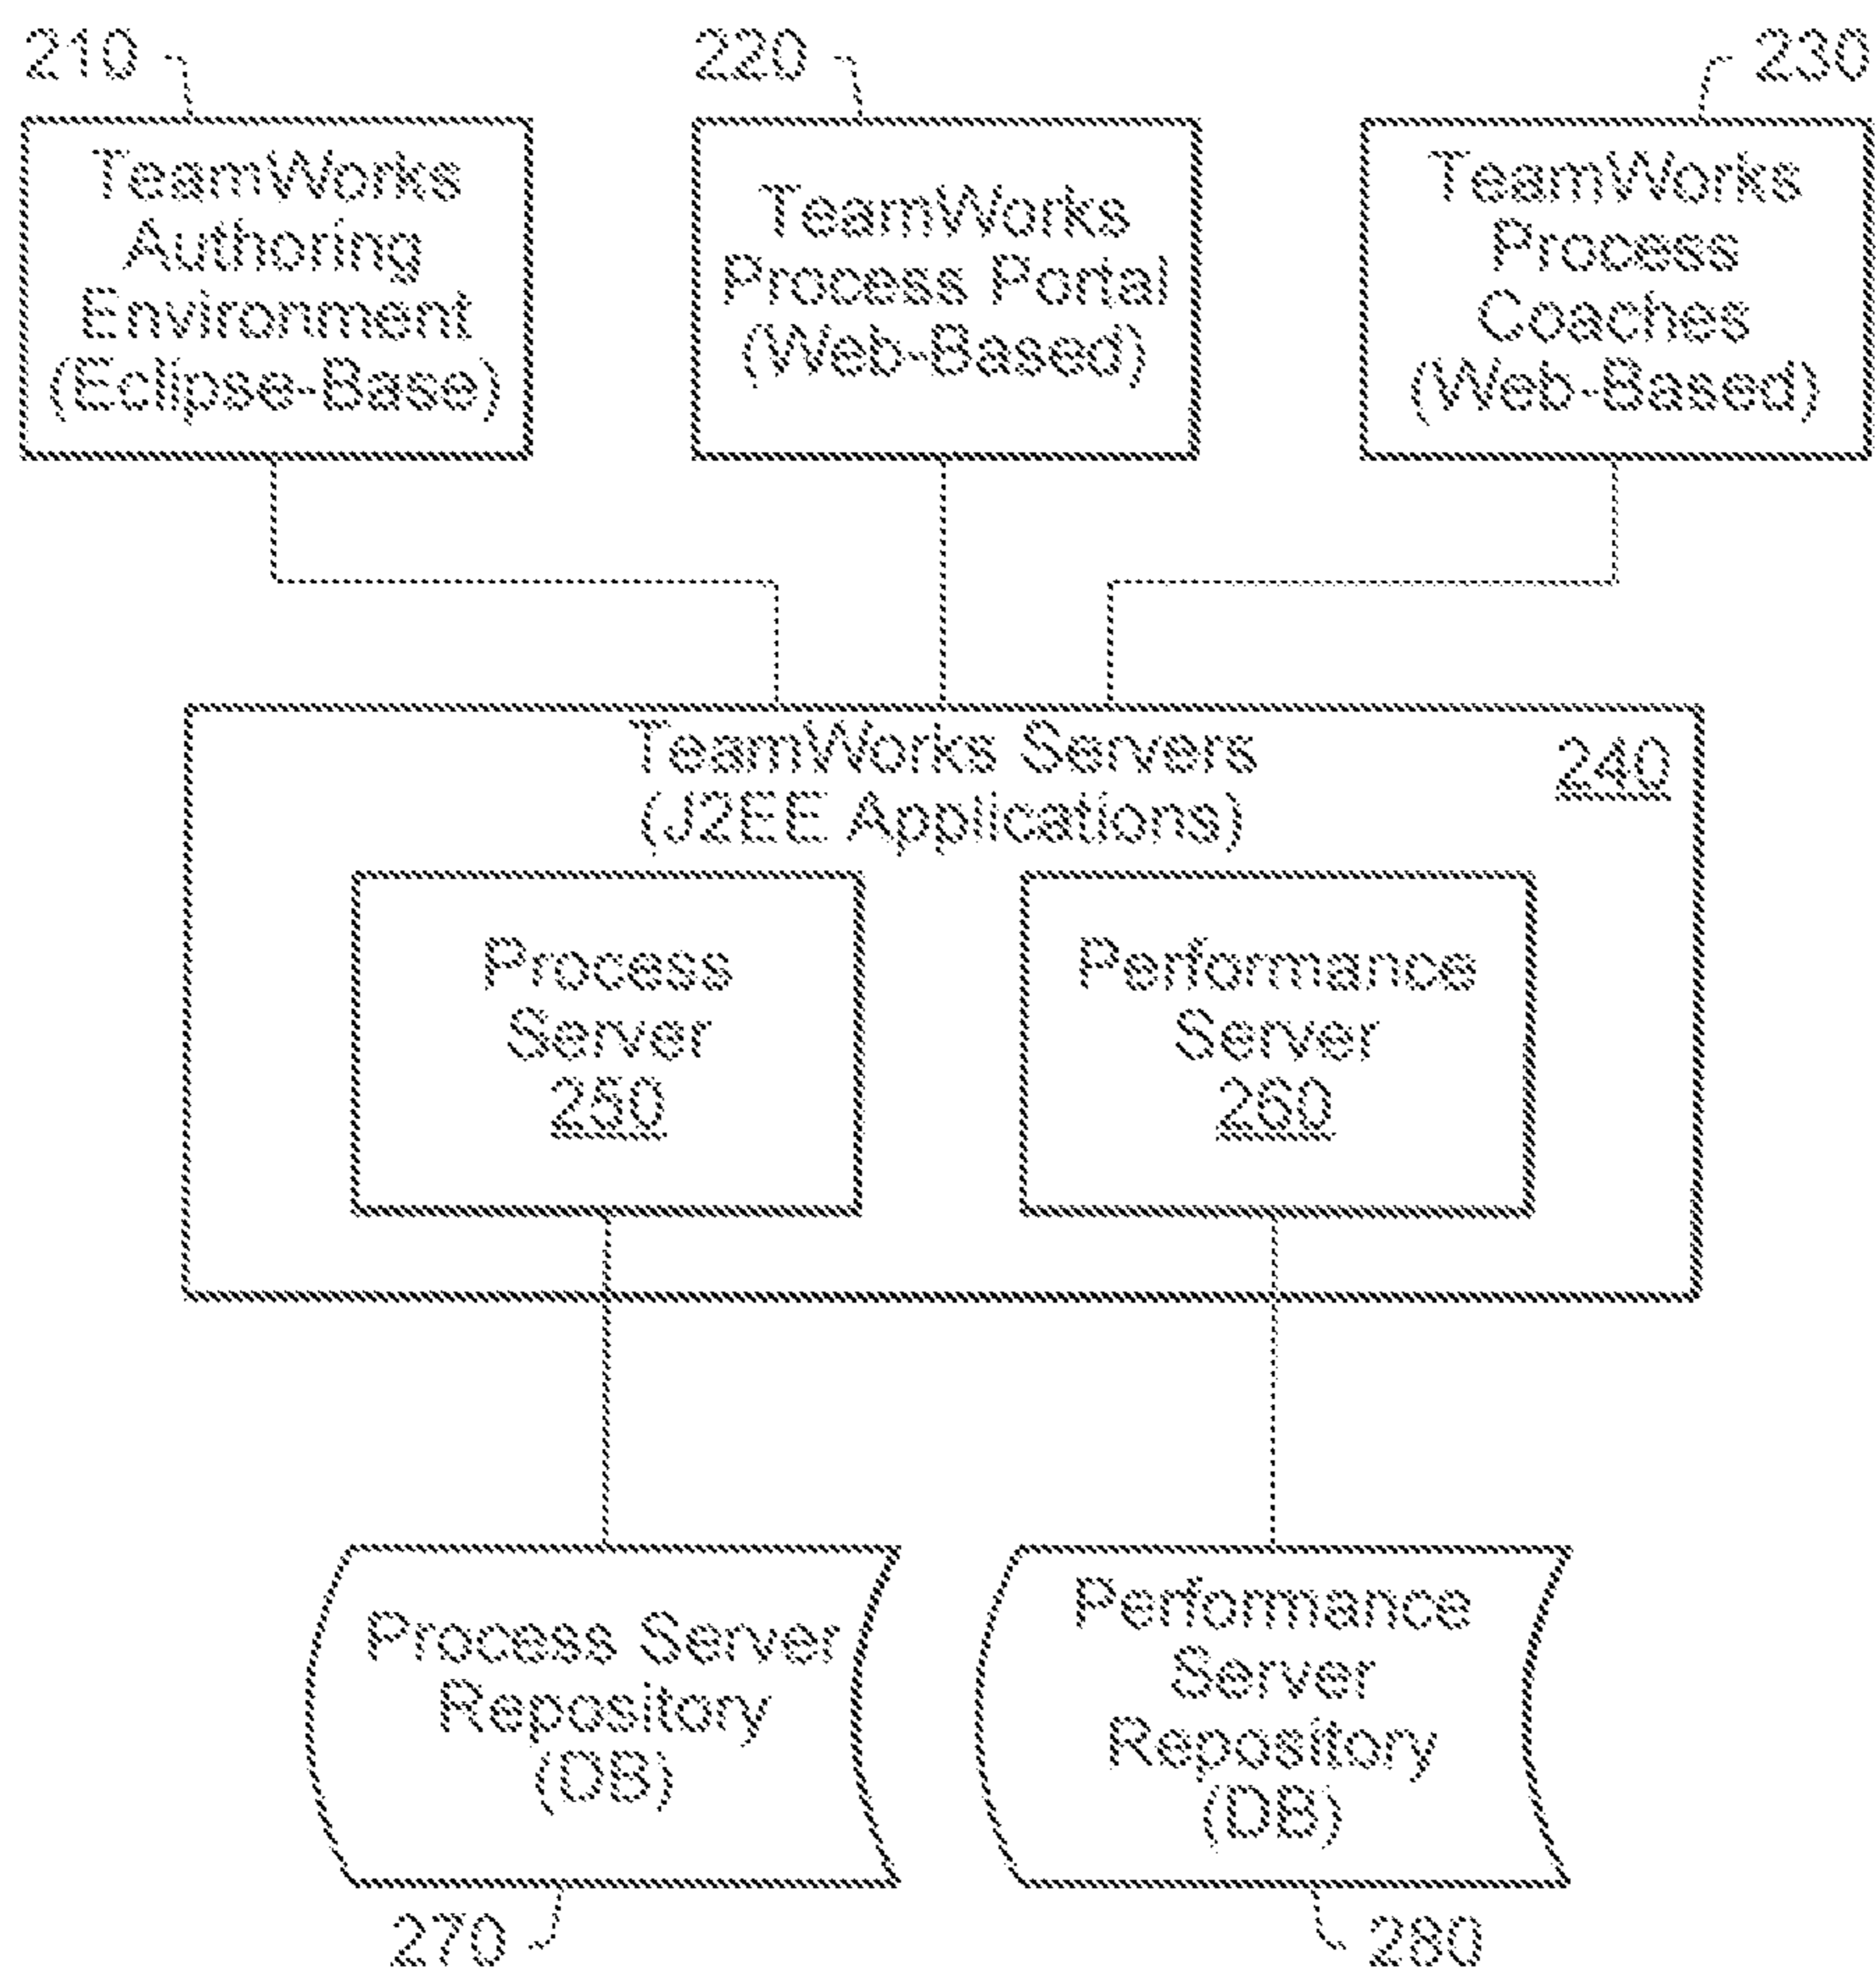 210
220
230
TeamWorks
Authoring
Environment
(Eclipse-Base)
TeamWorks
Process Portal
(Web-Based)
TeamWorks
Process
Coaches
(Web-Based)
TeamWorks Servers
(J2EE Applications)
240
Process
Server
250
Performance
Server
260
Process Server
Repository
(DB)
Performance
Server
Repository
(DB)
270
280